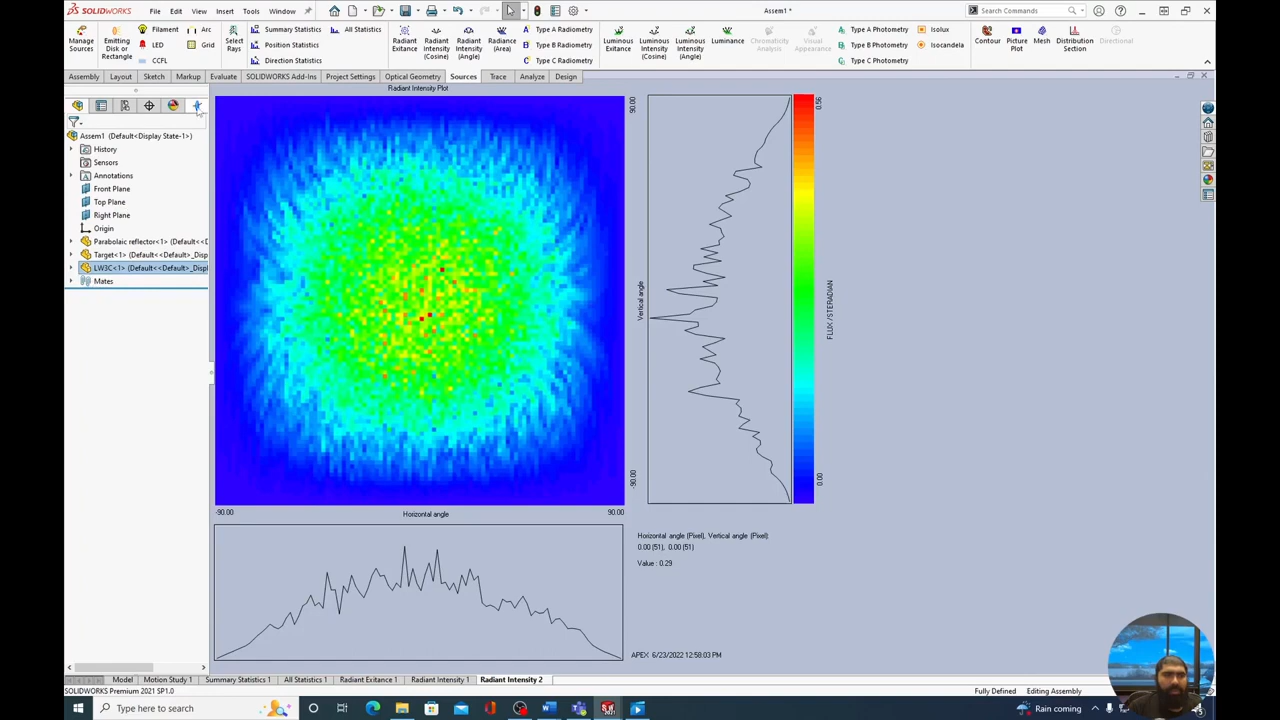 SOLIDWORKS File Edit View Insert Tools Window Assem1 * Search Commands
Manage Sources
Emitting Disk or Rectangle
Filament
LED
CCFL
Arc
Grid
Select Rays
Summary Statistics
Position Statistics
Direction Statistics
All Statistics
Radiant Exitance
Radiant Intensity (Cosine)
Radiant Intensity (Angle)
Radiance (Area)
Type A Radiometry
Type B Radiometry
Type C Radiometry
Luminous Exitance
Luminous Intensity (Cosine)
Luminous Intensity (Angle)
Luminance
Chromaticity Analysis
Visual Appearance
Type A Photometry
Type B Photometry
Type C Photometry
Isolux
Isocandela
Contour
Picture Plot
Mesh
Distribution Section
Directional
Assembly Layout Sketch Markup Evaluate SOLIDWORKS Add-Ins Project Settings Optical Geometry Sources Trace Analyze Design
Radiant Intensity Plot
Assem1 (Default<Display State-1>)
History
Sensors
Annotations
Front Plane
Top Plane
Right Plane
Origin
Parabolic reflector<1> (Default<<D
Target<1> (Default<<Default>_Disp
LW3C<1> (Default<<Default>_Displ
Mates
90.00
Vertical angle
-90.00
-90.00 Horizontal angle 90.00
0.56
FLUX/STERADIAN
0.00
Horizontal angle (Pixel), Vertical angle (Pixel):
0.00 (51), 0.00 (51)
Value : 0.29
APEX 6/23/2022 12:58:03 PM
Model Motion Study 1 Summary Statistics 1 All Statistics 1 Radiant Exitance 1 Radiant Intensity 1 Radiant Intensity 2
SOLIDWORKS Premium 2021 SP1.0 Fully Defined Editing Assembly
Type here to search Rain coming